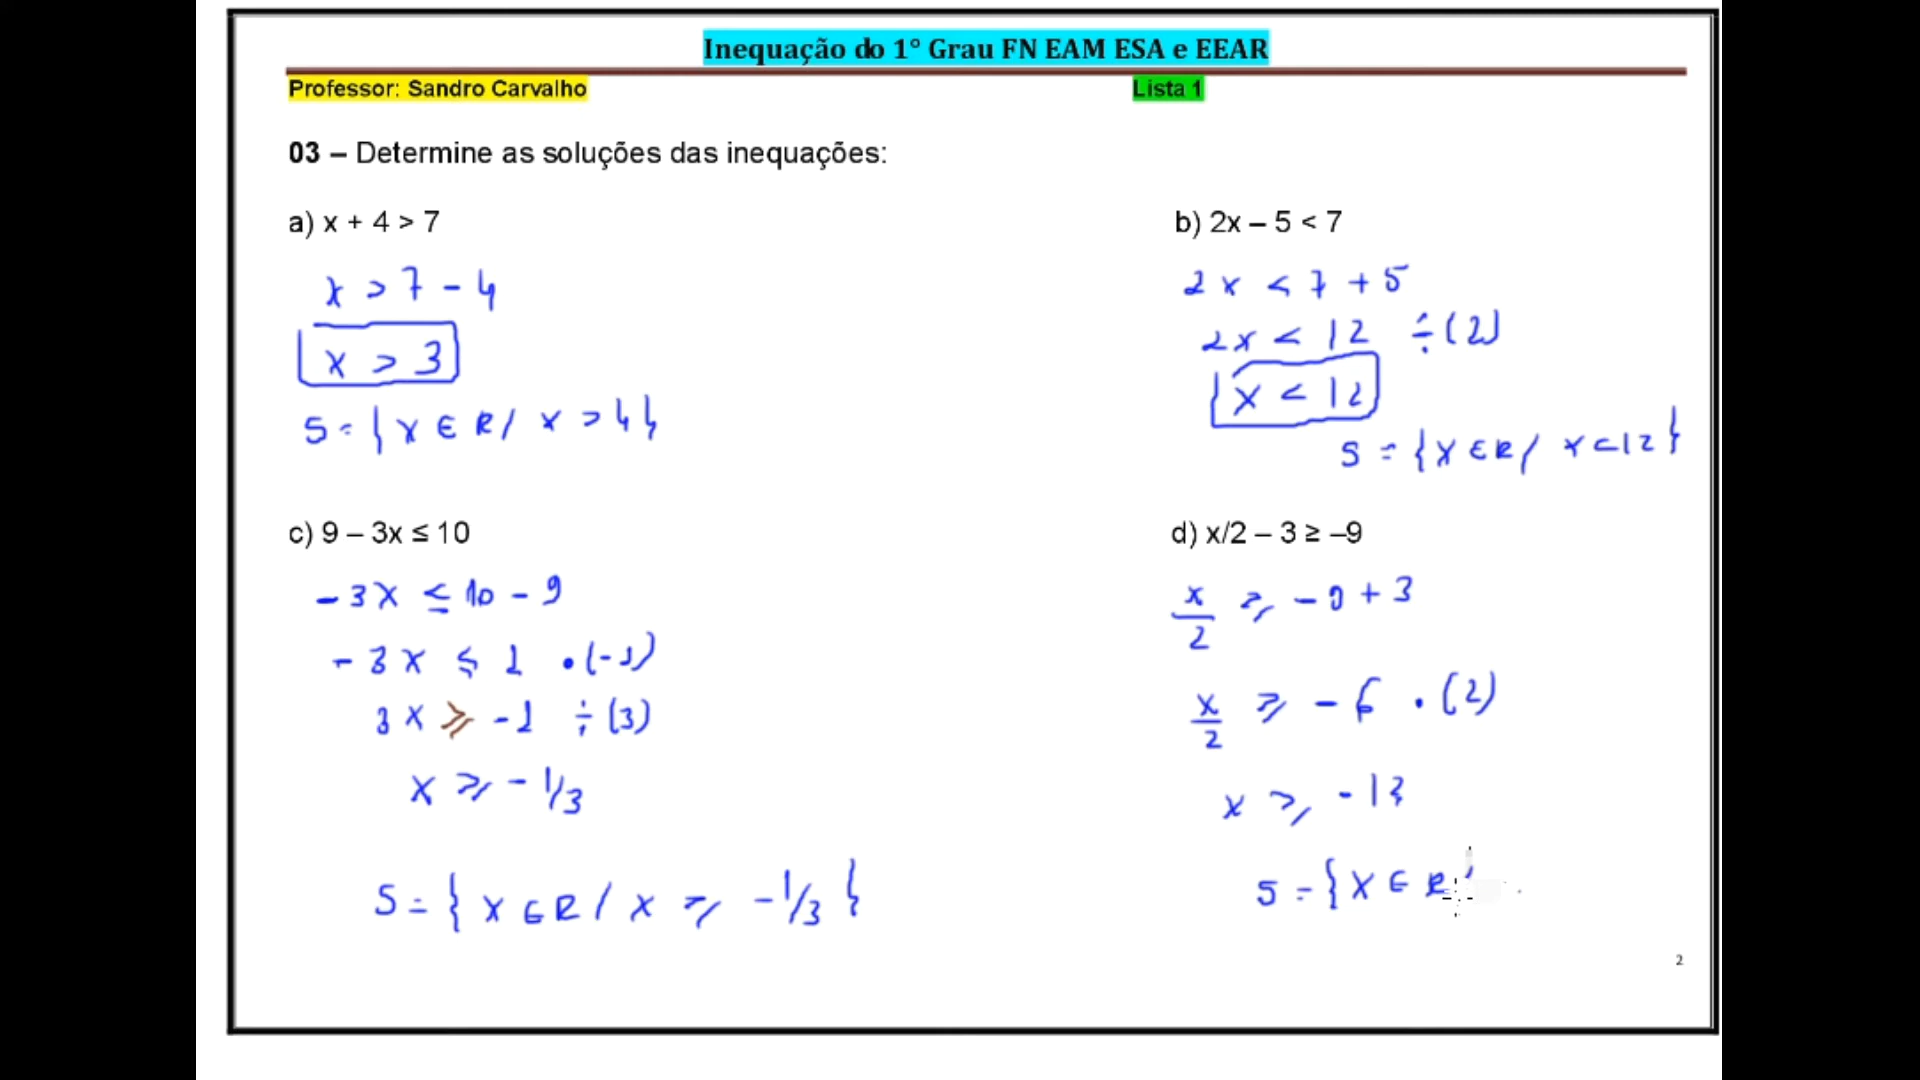 Inequação do 1° Grau FN EAM ESA e EEAR
Professor: Sandro Carvalho
Lista 1
03 – Determine as soluções das inequações:
a) x + 4 > 7
x > 7 - 4
x > 3
S = { x ∈ R / x > 4 }
b) 2x – 5 < 7
2x < 7 + 5
2x < 12 ÷ (2)
x < 12
S = { x ∈ R / x < 12 }
c) 9 – 3x ≤ 10
- 3x ≤ 10 - 9
- 3x ≤ 1 • (-1)
3x ≥ -1 ÷ (3)
x ≥ - 1/3
S = { x ∈ R / x ≥ - 1/3 }
d) x/2 – 3 ≥ –9
x/2 ≥ - 9 + 3
x/2 ≥ - 6 . (2)
x ≥ - 12
S = { x ∈ R /
2